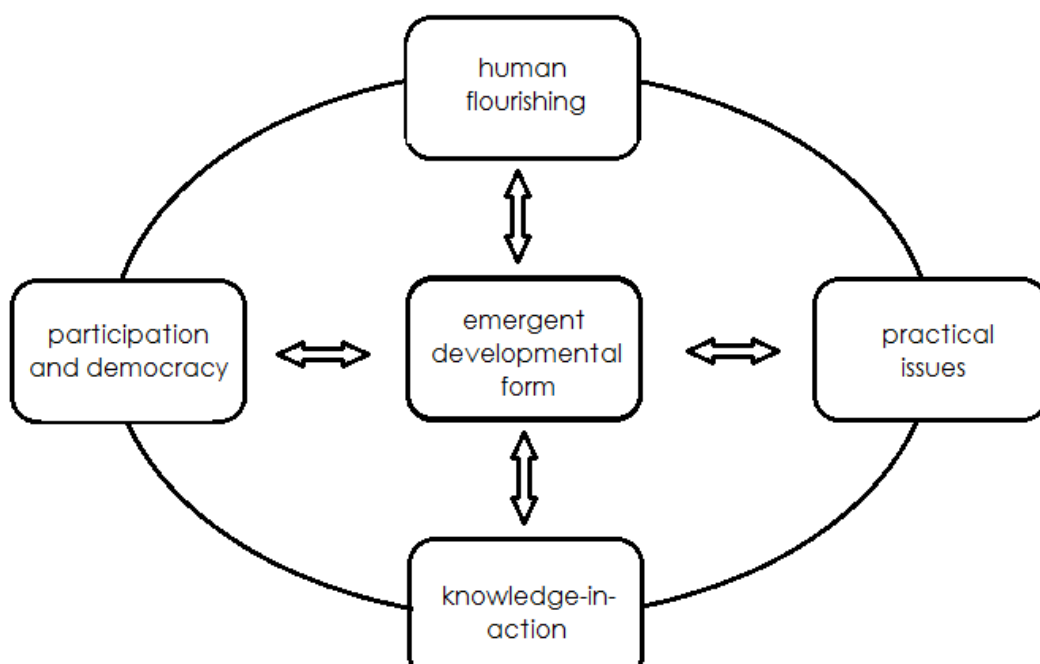 human
flourishing
participation
and democracy
emergent
developmental
form
practical
issues
knowledge-in-
action